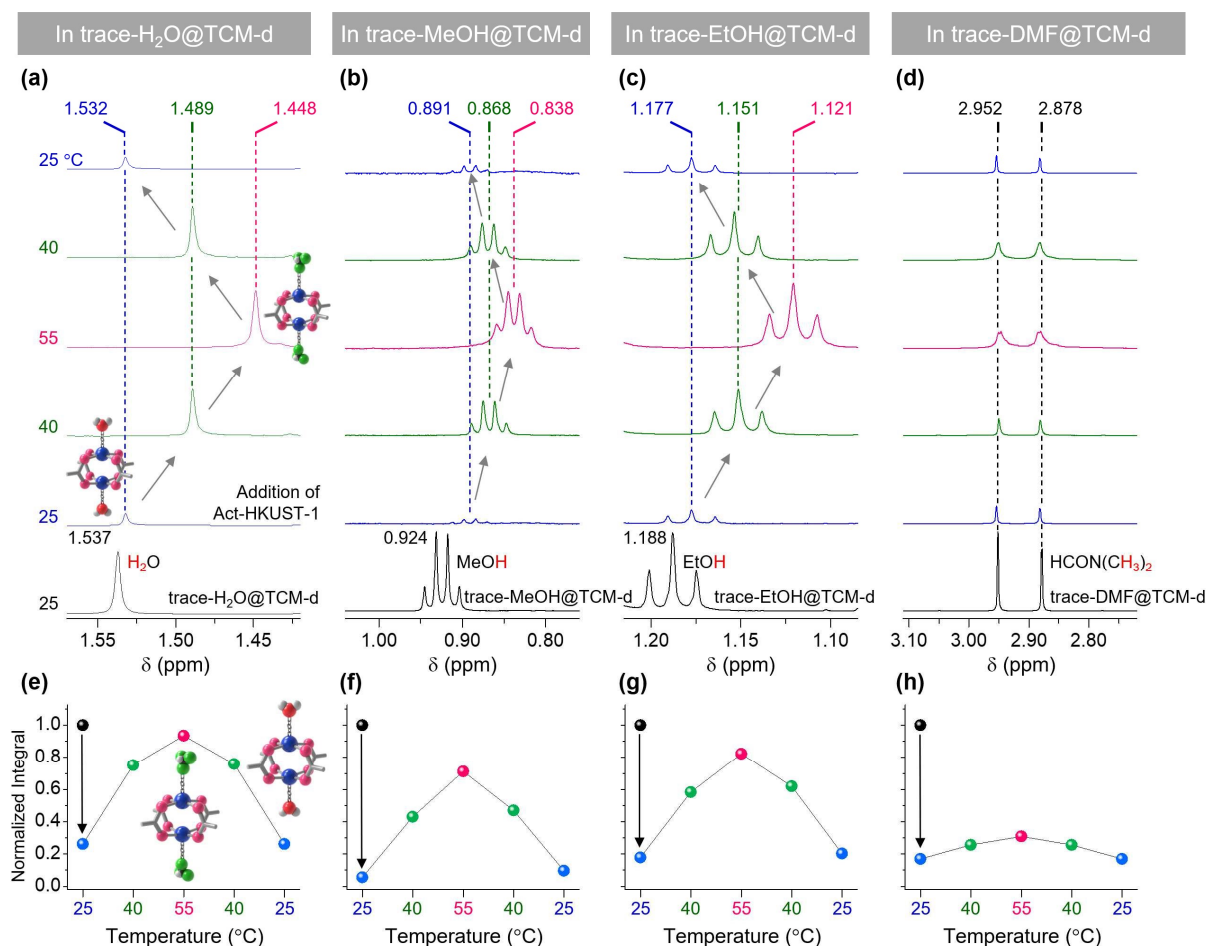 In trace-H₂O@TCM-d In trace-MeOH@TCM-d In trace-EtOH@TCM-d In trace-DMF@TCM-d
(a) (b) (c) (d)
1.532 1.489 1.448 0.891 0.868 0.838 1.177 1.151 1.121 2.952 2.878
25 °C
40
55
40
25
Addition of
Act-HKUST-1
1.537 0.924 1.188
H₂O MeOH EtOH HCON(CH₃)₂
25 trace-H₂O@TCM-d trace-MeOH@TCM-d trace-EtOH@TCM-d trace-DMF@TCM-d
1.55 1.50 1.45 1.00 0.90 0.80 1.20 1.15 1.10 3.10 2.95 2.88 2.80
δ (ppm) δ (ppm) δ (ppm) δ (ppm)
(e) (f) (g) (h)
Normalized Integral
1.0
0.8
0.6
0.4
0.2
0.0
25 40 55 40 25 25 40 55 40 25 25 40 55 40 25 25 40 55 40 25
Temperature (°C) Temperature (°C) Temperature (°C) Temperature (°C)